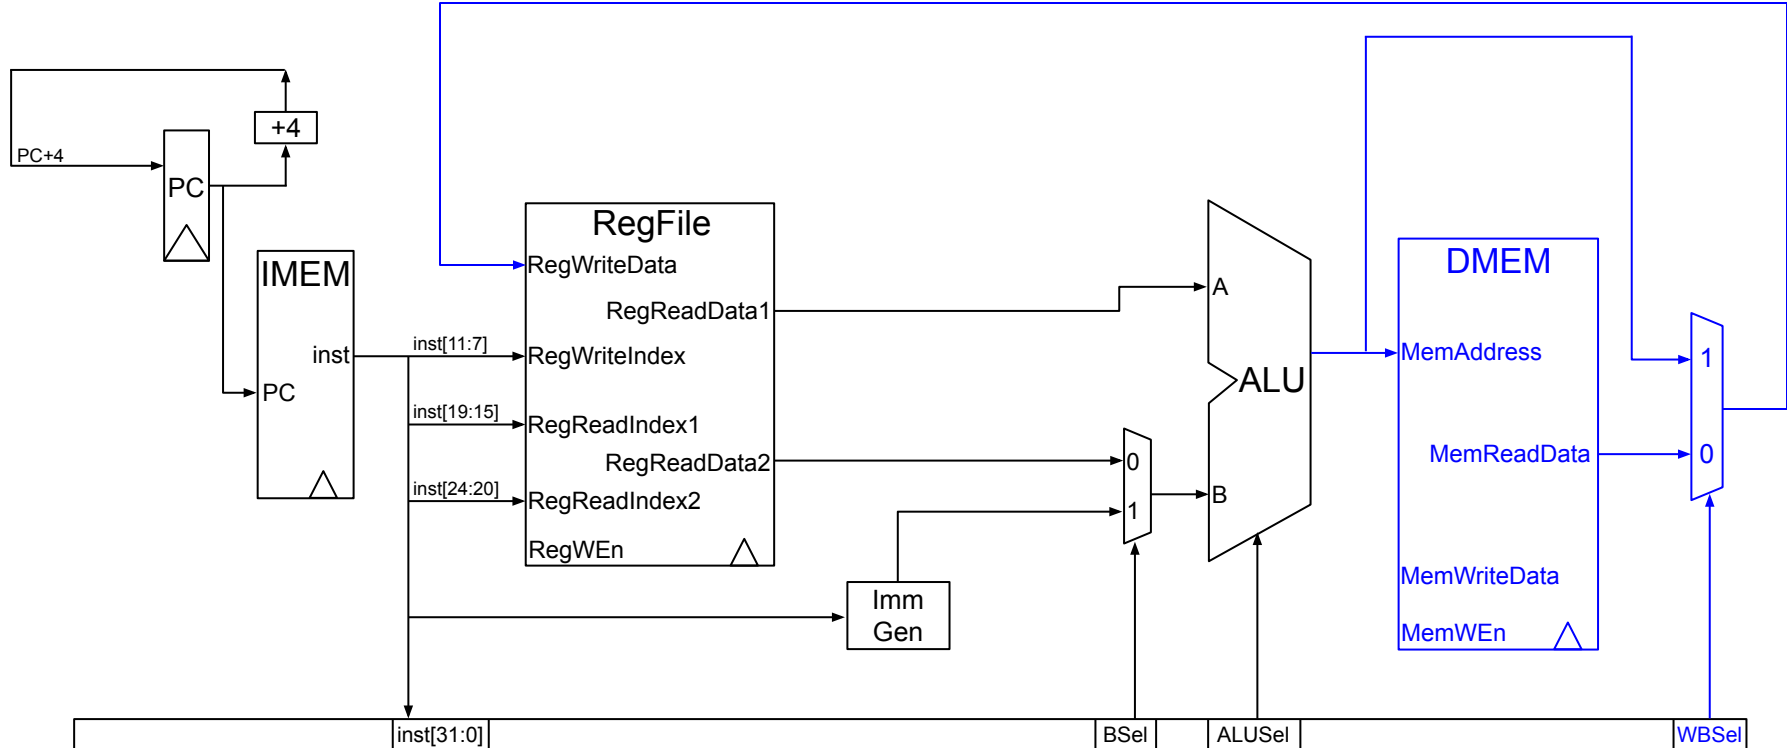 +4
PC+4
PC
IMEM
inst
PC
inst[11:7]
inst[19:15]
inst[24:20]
RegFile
RegWriteData
RegReadData1
RegWriteIndex
RegReadIndex1
RegReadData2
RegReadIndex2
RegWEn
Imm
Gen
0
1
A
ALU
B
DMEM
MemAddress
MemReadData
MemWriteData
MemWEn
1
0
inst[31:0]
BSel
ALUSel
WBSel